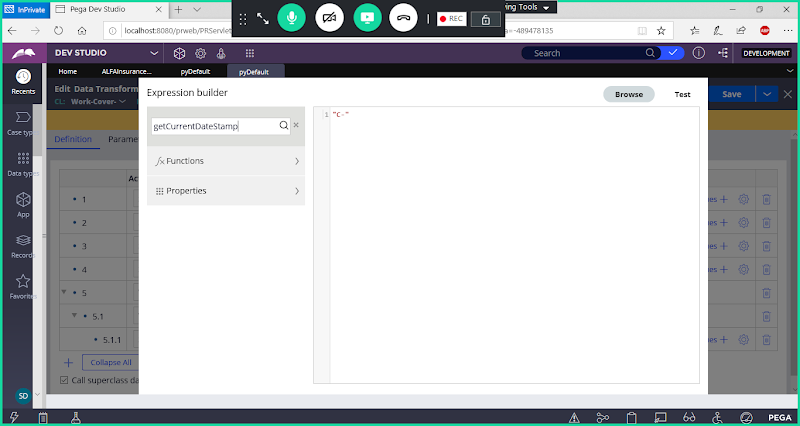 InPrivate
Pega Dev Studio
REC
ving Tools
localhost:8080/prweb/PRServlet
a=-489478135
DEV STUDIO
Search
DEVELOPMENT
Recents
Home
ALFAInsurance...
pyDefault
pyDefault
Edit Data Transform
CL: Work-Cover-
Save
Definition
Parame
Expression builder
Browse
Test
getCurrentDateStamp
1 "C-"
Functions
Properties
Case typ
Data types
App
Records
Favorite
Ac
1
2
3
4
5
5.1
5.1.1
Collapse All
Call superclass da
SD
PEGA